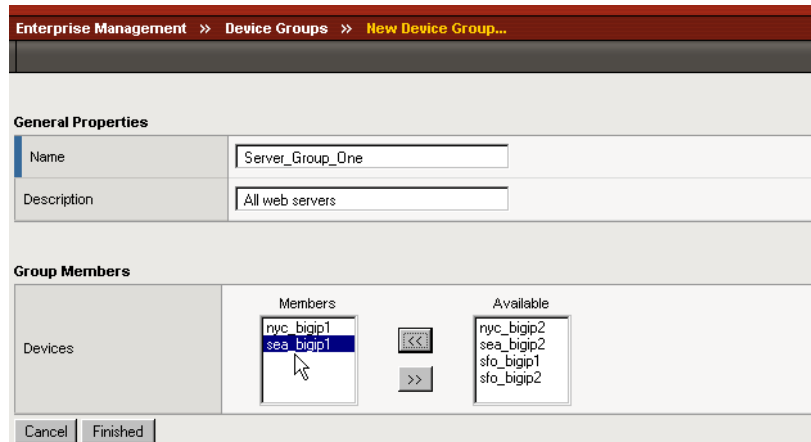 Enterprise Management » Device Groups » New Device Group...
General Properties
Name
Server_Group_One
Description
All web servers
Group Members
Devices
Members
nyc_bigip1
sea_bigip1
<<
>>
Available
nyc_bigip2
sea_bigip2
sfo_bigip1
sfo_bigip2
Cancel
Finished